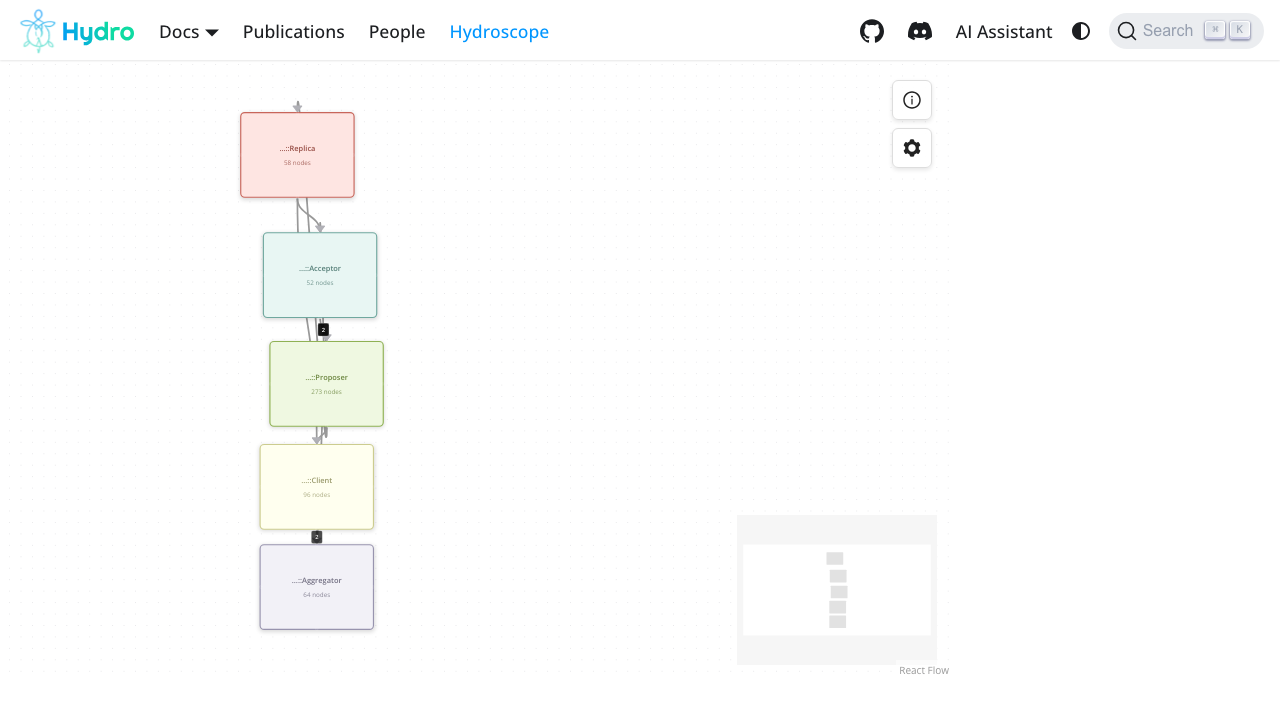 Hydro
Docs
Publications
People
Hydroscope
AI Assistant
Search
⌘
K
...::Replica
58 nodes
...::Acceptor
52 nodes
2
...::Proposer
273 nodes
...::Client
96 nodes
2
...::Aggregator
64 nodes
React Flow